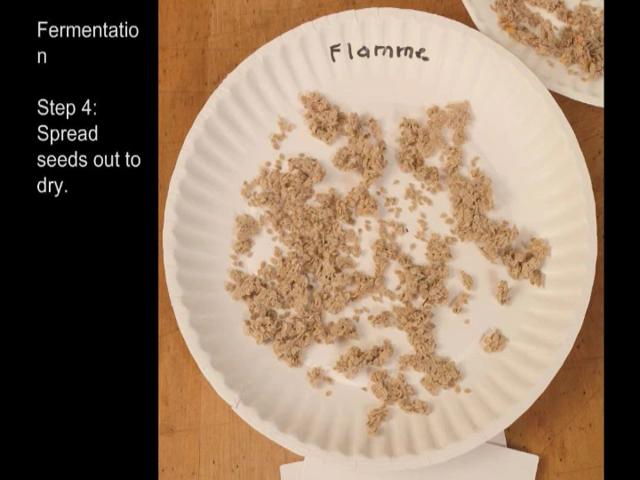 Fermentatio
n
Step 4:
Spread
seeds out to
dry.
Flamme